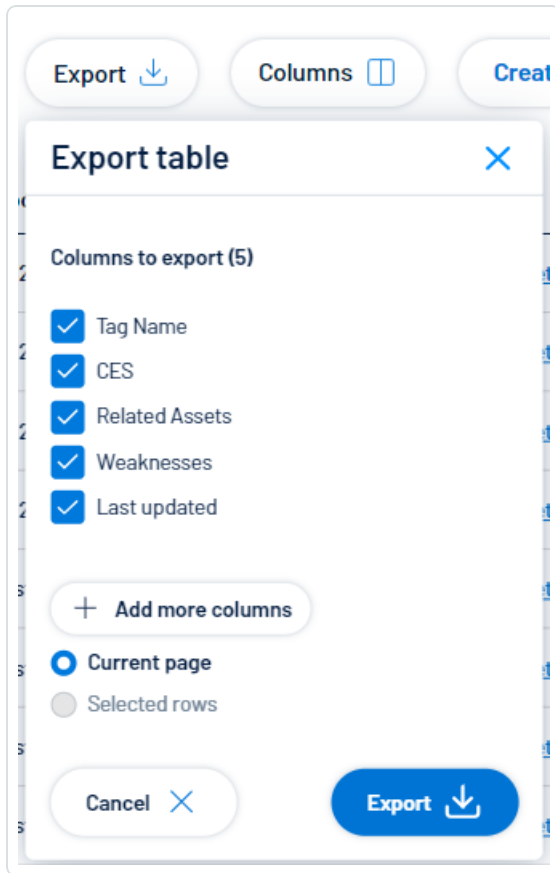 Export
Columns
Creat
Export table
Columns to export (5)
Tag Name
CES
Related Assets
Weaknesses
Last updated
Add more columns
Current page
Selected rows
Cancel
Export